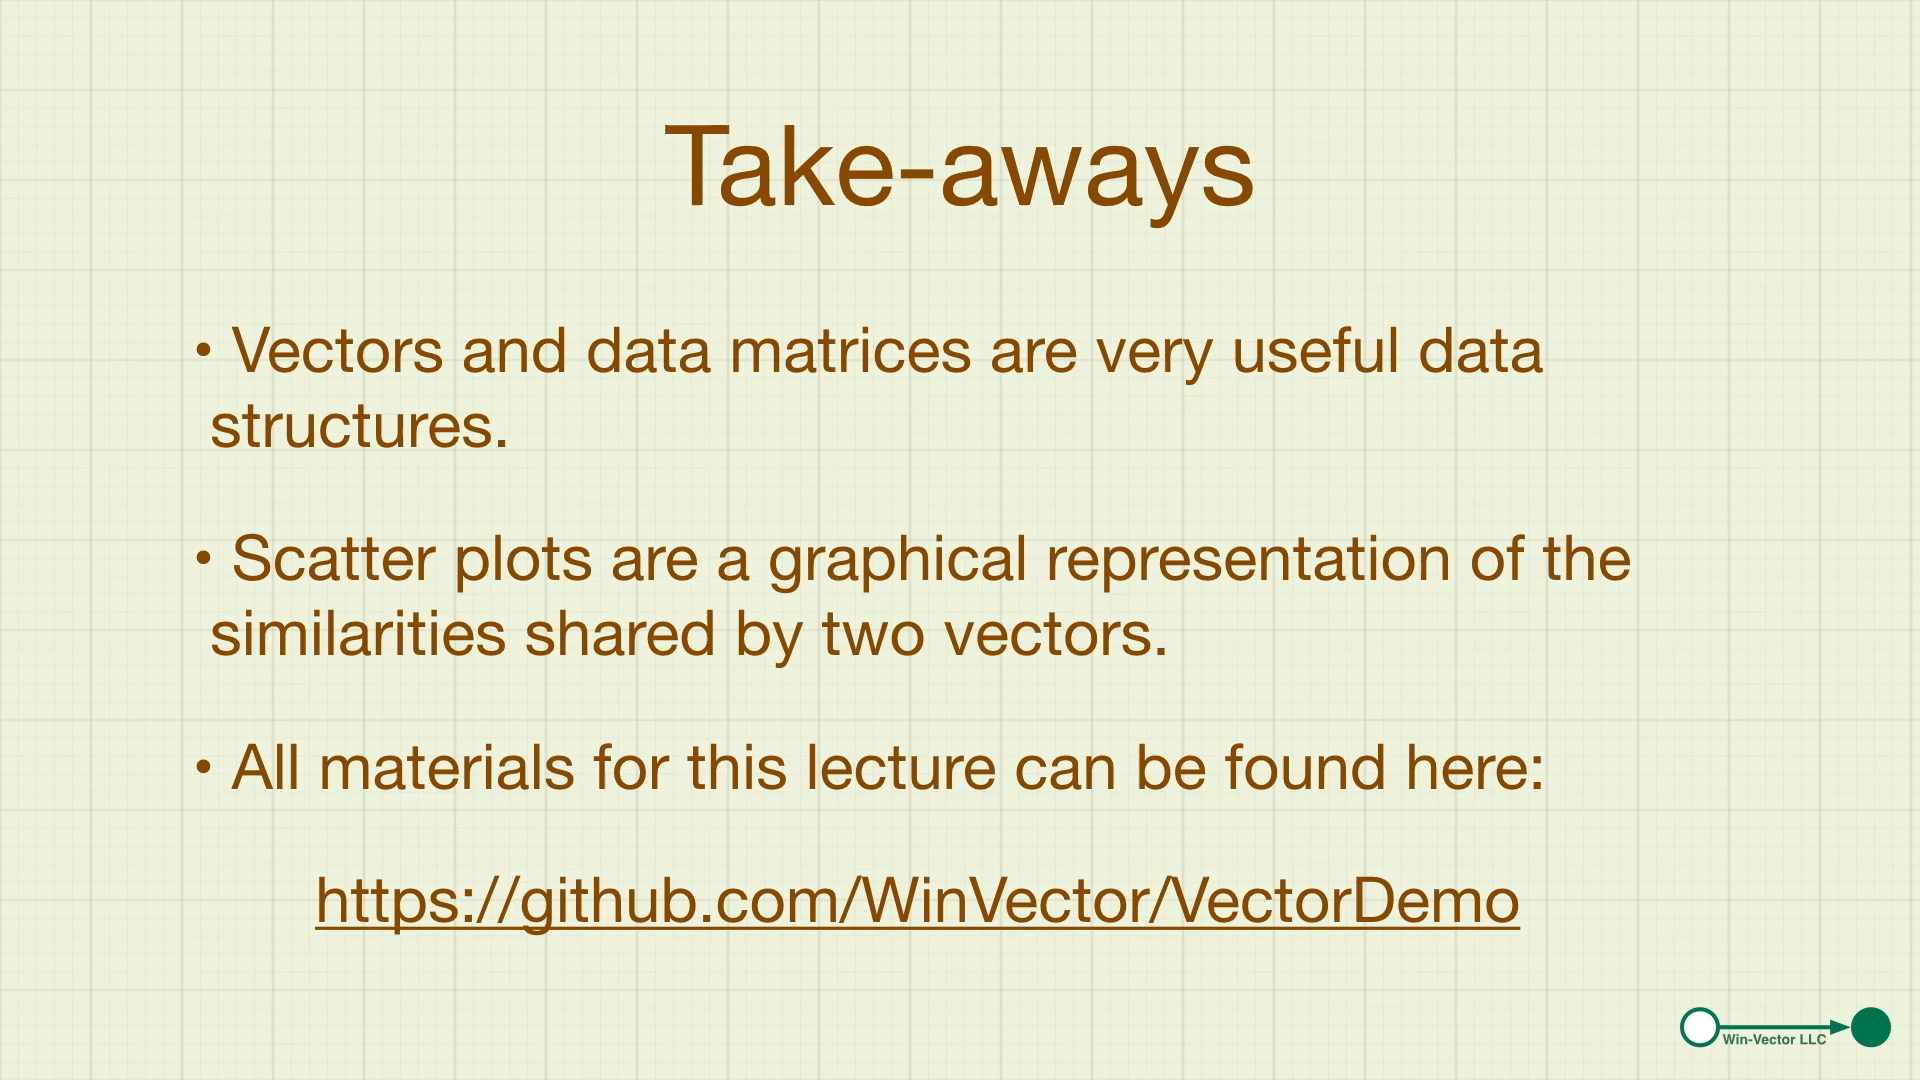 Take-aways
• Vectors and data matrices are very useful data
structures.
• Scatter plots are a graphical representation of the
similarities shared by two vectors.
• All materials for this lecture can be found here:
https://github.com/WinVector/VectorDemo
Win-Vector LLC